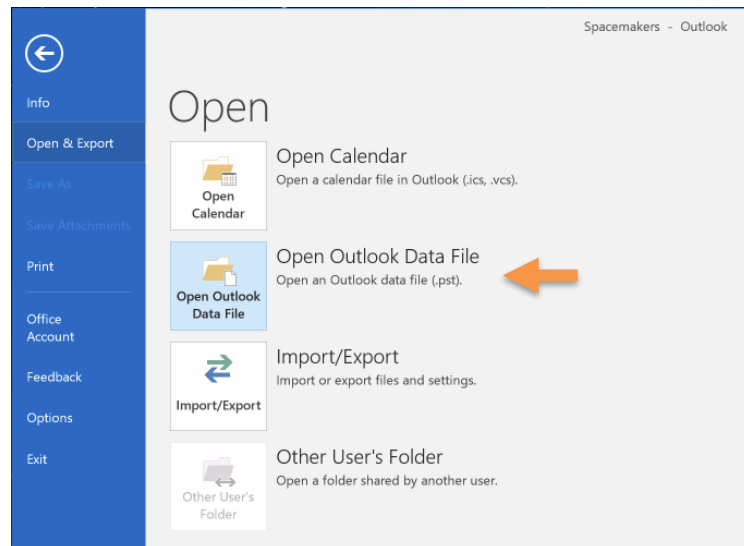 Spacemakers - Outlook
Info
Open & Export
Save As
Save Attachments
Print
Office
Account
Feedback
Options
Exit
Open
Open
Calendar
Open Calendar
Open a calendar file in Outlook (.ics, .vcs).
Open Outlook
Data File
Open Outlook Data File
Open an Outlook data file (.pst).
Import/Export
Import/Export
Import or export files and settings.
Other User's
Folder
Other User's Folder
Open a folder shared by another user.